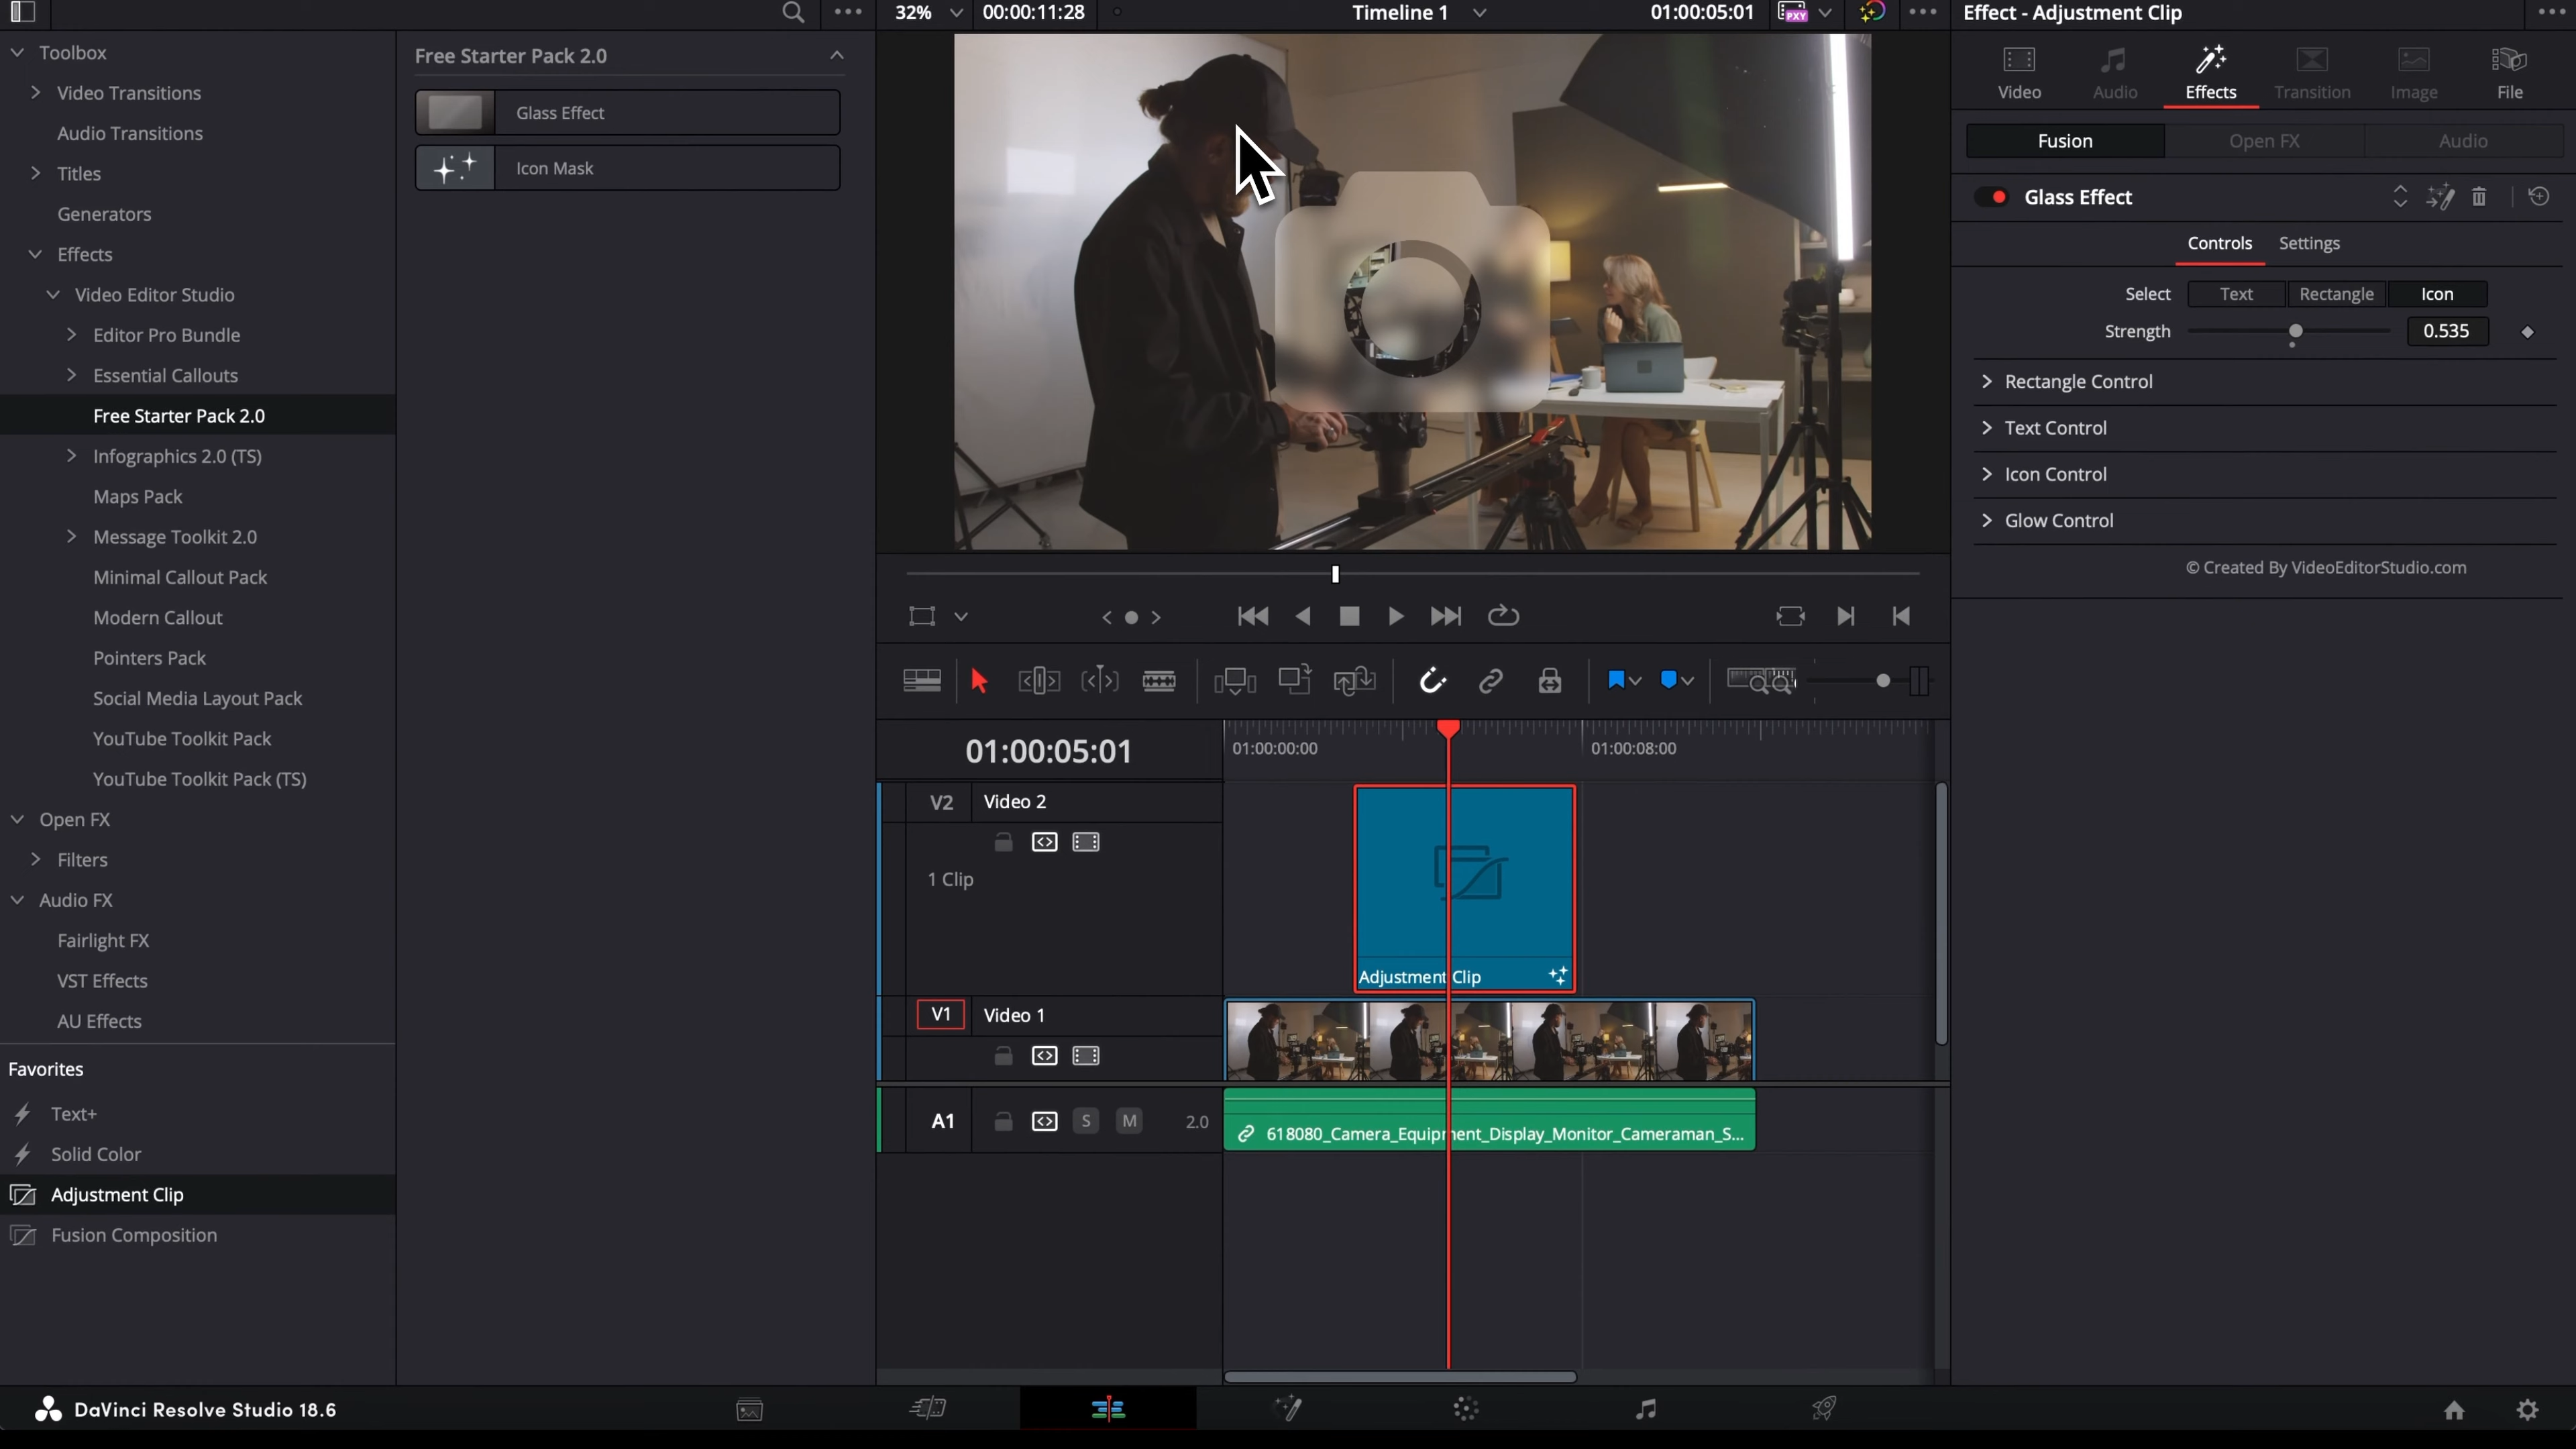 32%
00:00:11:28
Timeline 1
01:00:05:01
PXY
Effect - Adjustment Clip
Toolbox
Video Transitions
Audio Transitions
Titles
Generators
Effects
Video Editor Studio
Editor Pro Bundle
Essential Callouts
Free Starter Pack 2.0
Infographics 2.0 (TS)
Maps Pack
Message Toolkit 2.0
Minimal Callout Pack
Modern Callout
Pointers Pack
Social Media Layout Pack
YouTube Toolkit Pack
YouTube Toolkit Pack (TS)
Open FX
Filters
Audio FX
Fairlight FX
VST Effects
AU Effects
Favorites
Text+
Solid Color
Adjustment Clip
Fusion Composition
Free Starter Pack 2.0
Glass Effect
Icon Mask
Video
Audio
Effects
Transition
Image
File
Fusion
Open FX
Audio
Glass Effect
Controls
Settings
Select
Text
Rectangle
Icon
Strength
0.535
Rectangle Control
Text Control
Icon Control
Glow Control
© Created By VideoEditorStudio.com
01:00:05:01
01:00:00:00
01:00:08:00
V2
Video 2
1 Clip
Adjustment Clip
V1
Video 1
A1
S
M
2.0
618080_Camera_Equipment_Display_Monitor_Cameraman_S...
DaVinci Resolve Studio 18.6